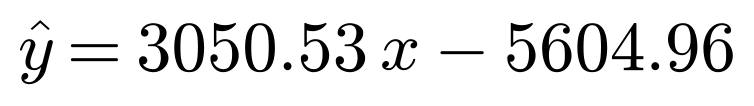 ŷ = 3050.53 x − 5604.96